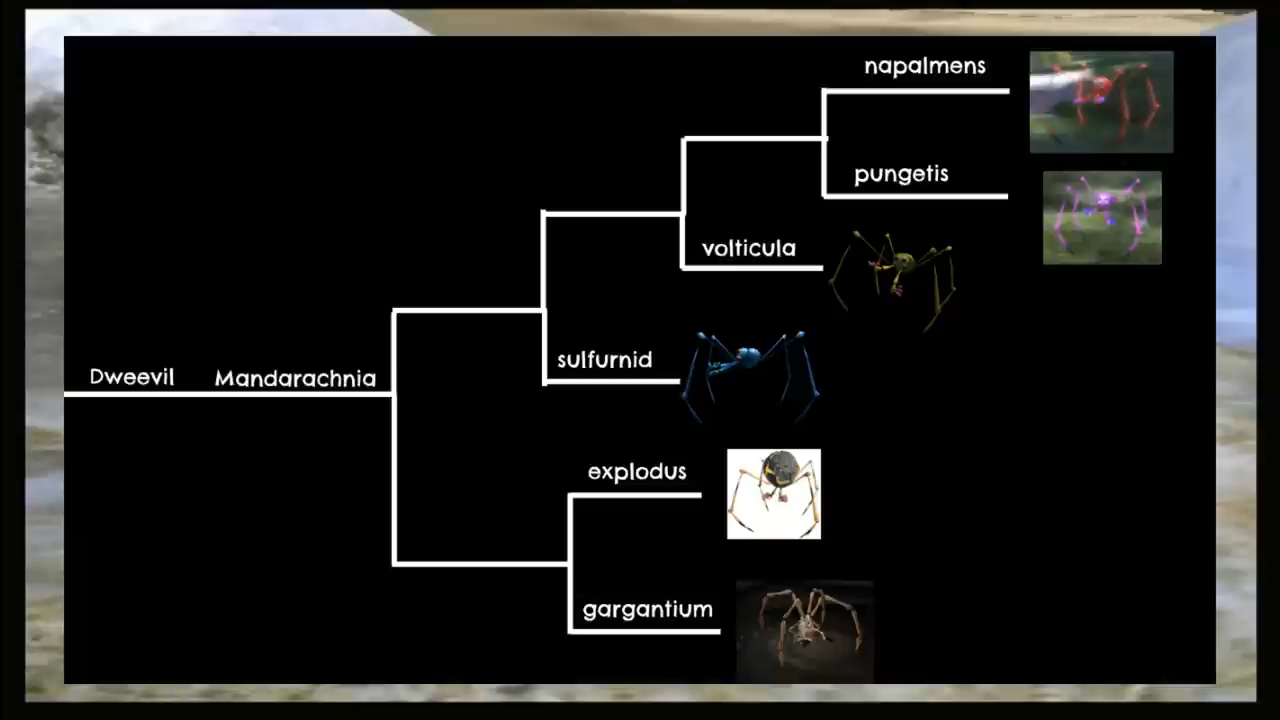 napalmens
pungetis
volticula
sulfurnid
Dweevil Mandarachnia
explodus
gargantium